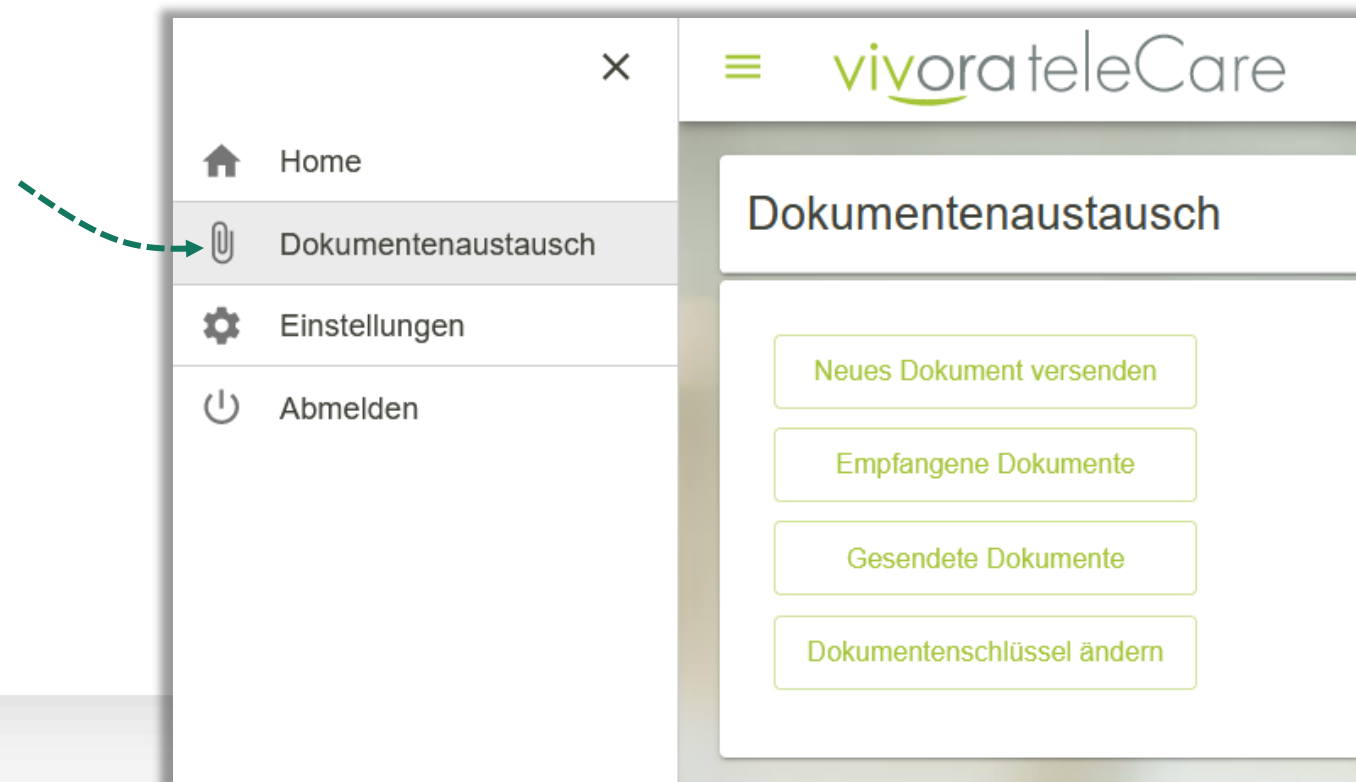 Home
Dokumentenaustausch
Einstellungen
Abmelden
vivora teleCare
Dokumentenaustausch
Neues Dokument versenden
Empfangene Dokumente
Gesendete Dokumente
Dokumentenschlüssel ändern